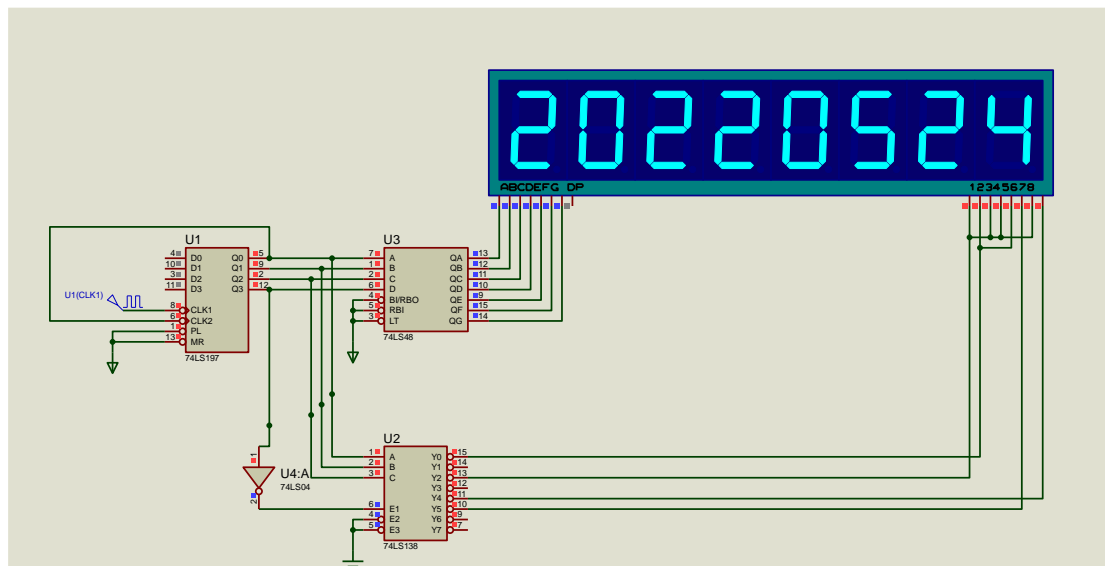 20220524
ABCDEFG DP 12345678
U1
4 D0 Q0 5
10 D1 Q1 9
3 D2 Q2 2
11 D3 Q3 12
U1(CLK1)
8 CLK1
6 CLK2
1 PL
13 MR
74LS197
U3
7 A QA 13
1 B QB 12
2 C QC 11
6 D QD 10
4 BI/RBO QE 9
5 RBI QF 15
3 LT QG 14
74LS48
U2
1 A Y0 15
2 B Y1 14
3 C Y2 13
Y3 12
Y4 11
6 E1 Y5 10
4 E2 Y6 9
5 E3 Y7 7
74LS138
1
U4:A
74LS04
2